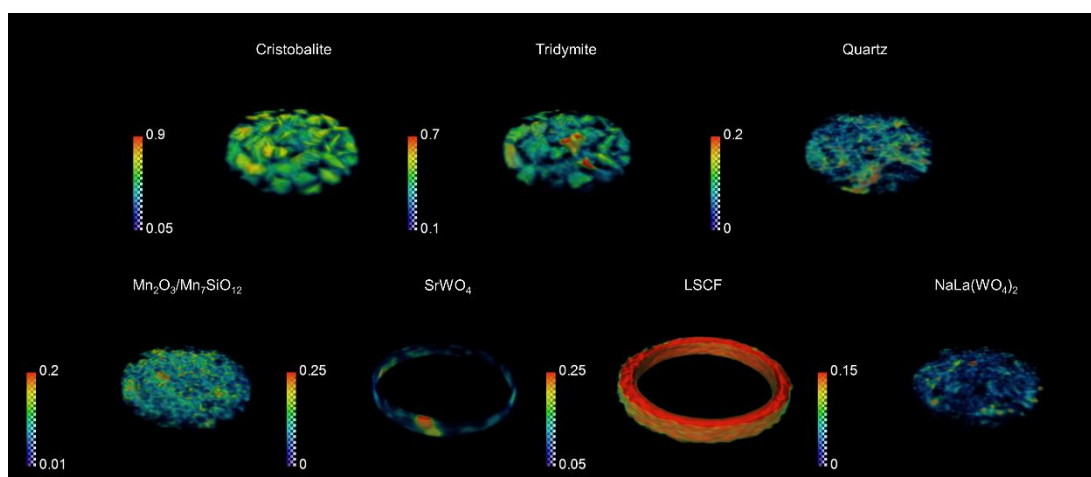 Cristobalite
Tridymite
Quartz
0.9
0.05
0.7
0.1
0.2
0
Mn₂O₃/Mn₇SiO₁₂
SrWO₄
LSCF
NaLa(WO₄)₂
0.2
0.01
0.25
0
0.25
0.05
0.15
0